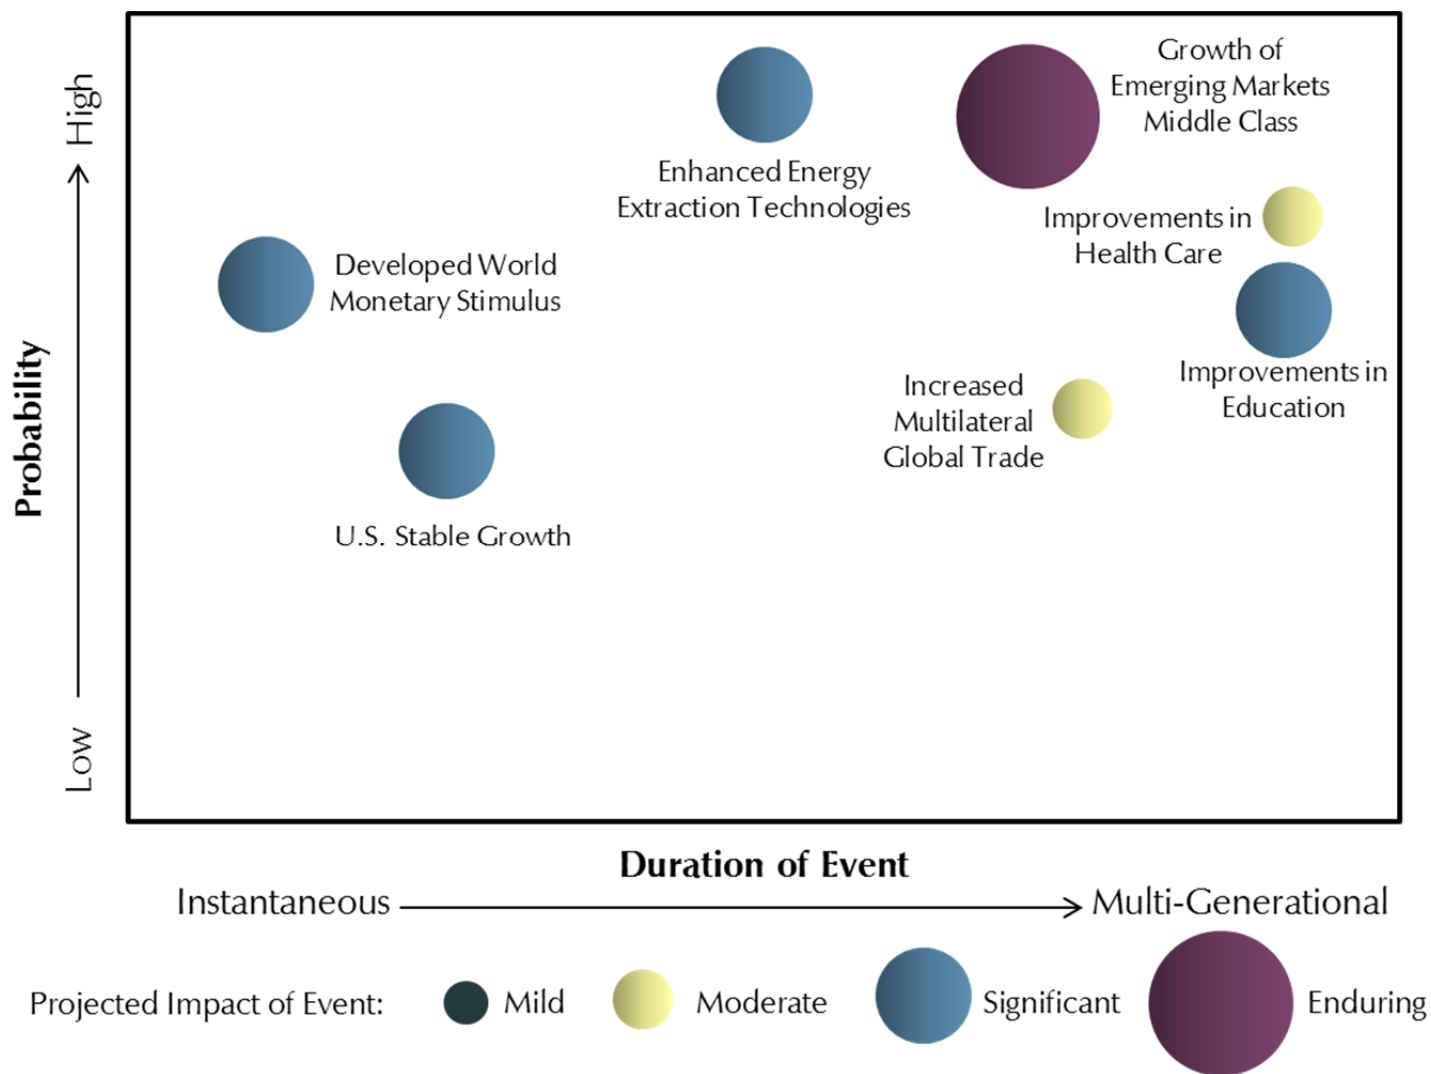 High
Probability
Low
Growth of
Emerging Markets
Middle Class
Enhanced Energy
Extraction Technologies
Improvements in
Health Care
Developed World
Monetary Stimulus
Improvements in
Education
Increased
Multilateral
Global Trade
U.S. Stable Growth
Duration of Event
Instantaneous
Multi-Generational
Projected Impact of Event:
Mild
Moderate
Significant
Enduring